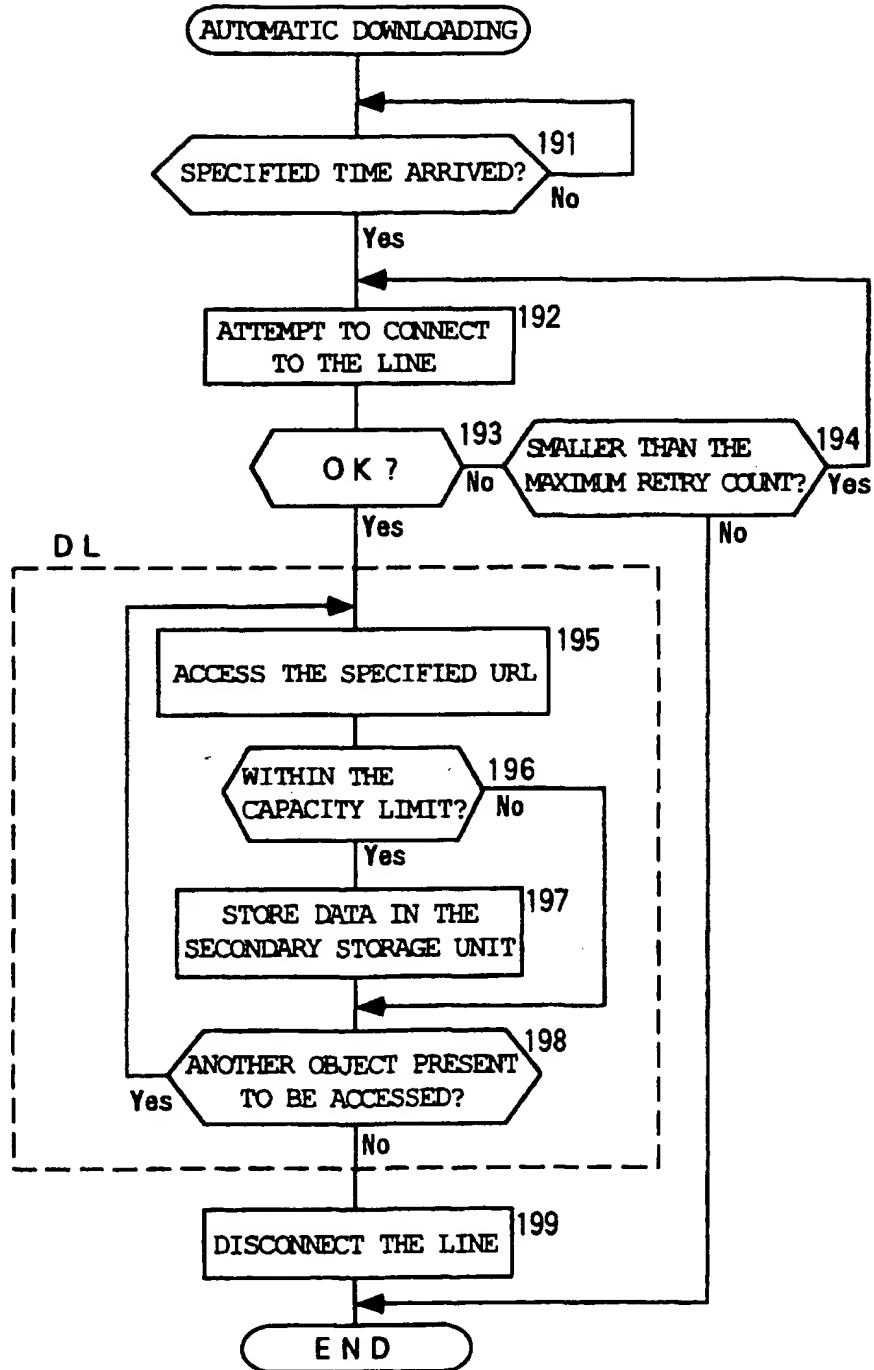 AUTOMATIC DOWNLOADING
191
SPECIFIED TIME ARRIVED?
No
Yes
192
ATTEMPT TO CONNECT
TO THE LINE
193
OK?
No
Yes
194
SMALLER THAN THE
MAXIMUM RETRY COUNT?
Yes
No
DL
195
ACCESS THE SPECIFIED URL
196
WITHIN THE
CAPACITY LIMIT?
No
Yes
197
STORE DATA IN THE
SECONDARY STORAGE UNIT
198
ANOTHER OBJECT PRESENT
TO BE ACCESSED?
Yes
No
199
DISCONNECT THE LINE
END